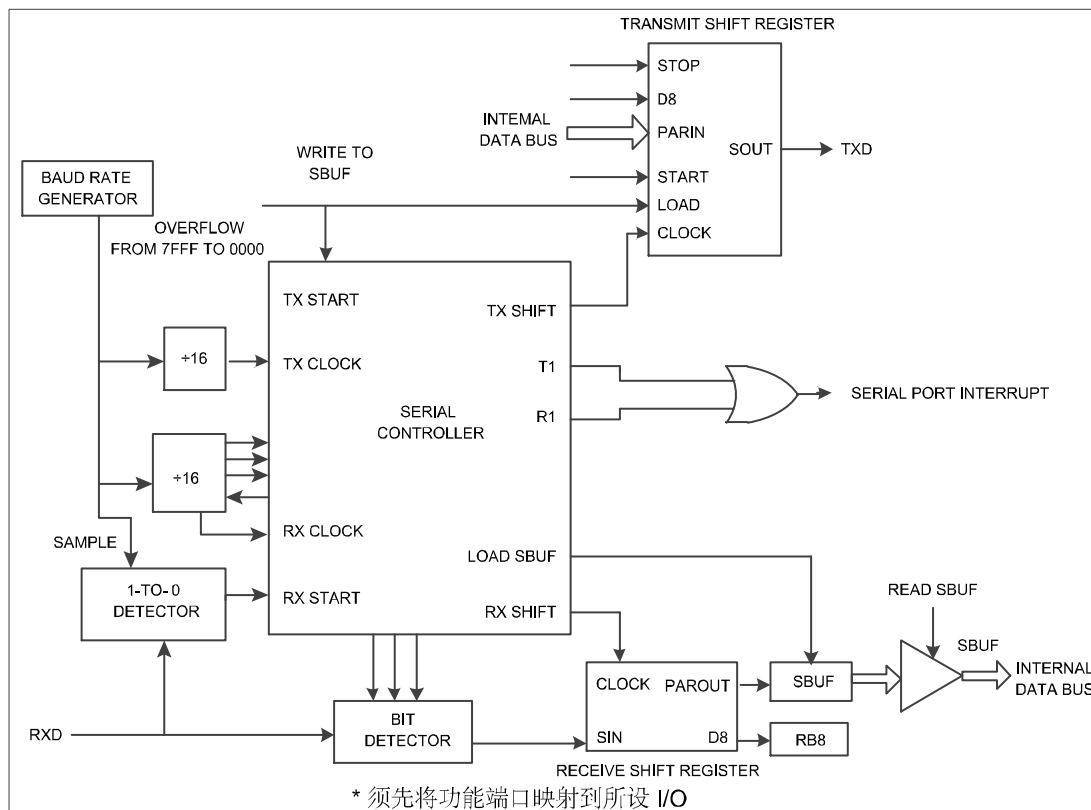 TRANSMIT SHIFT REGISTER
STOP
D8
INTEMAL
DATA BUS
PARIN
SOUT
TXD
WRITE TO
SBUF
START
BAUD RATE
GENERATOR
LOAD
OVERFLOW
FROM 7FFF TO 0000
CLOCK
TX START
TX SHIFT
÷16
TX CLOCK
T1
SERIAL PORT INTERRUPT
SERIAL
CONTROLLER
R1
÷16
RX CLOCK
SAMPLE
LOAD SBUF
1-TO- 0
DETECTOR
RX START
RX SHIFT
READ SBUF
SBUF
CLOCK
PAROUT
SBUF
INTERNAL
DATA BUS
RXD
BIT
DETECTOR
SIN
D8
RB8
RECEIVE SHIFT REGISTER
* 须先将功能端口映射到所设 I/O